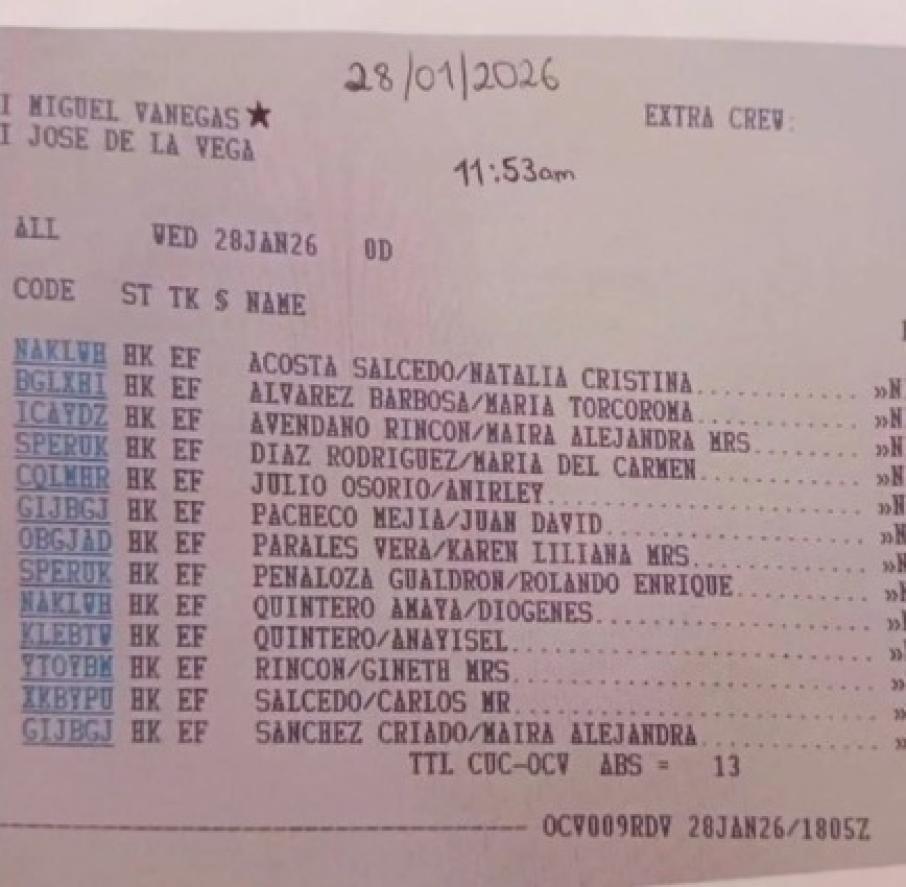 28/01/2026
I MIGUEL VANEGAS★
EXTRA CREW:
I JOSE DE LA VEGA
11:53am
ALL WED 28JAN26 0D
CODE ST TK S NAME
NAKLWH HK EF ACOSTA SALCEDO/NATALIA CRISTINA............ »N
BGLXHI HK EF ALVAREZ BARBOSA/MARIA TORCOROMA............ »N
ICAYDZ HK EF AVENDANO RINCON/MAIRA ALEJANDRA MRS........ »N
SPERUK HK EF DIAZ RODRIGUEZ/MARIA DEL CARMEN............ »N
CQLMHR HK EF JULIO OSORIO/ANIRLEY....................... »N
GIJBGJ HK EF PACHECO MEJIA/JUAN DAVID................... »N
OBGJAD HK EF PARALES VERA/KAREN LILIANA MRS............. »N
SPERUK HK EF PENALOZA GUALDRON/ROLANDO ENRIQUE.......... »N
NAKLWH HK EF QUINTERO AMAYA/DIOGENES.................... »N
KLEBTW HK EF QUINTERO/ANAYISEL.......................... »
YTOYBM HK EF RINCON/GINETH MRS.......................... »
XKBYPU HK EF SALCEDO/CARLOS MR.......................... »
GIJBGJ HK EF SANCHEZ CRIADO/MAIRA ALEJANDRA............. »
TTL CUC-OCV ABS = 13
OCV009RDV 28JAN26/1805Z